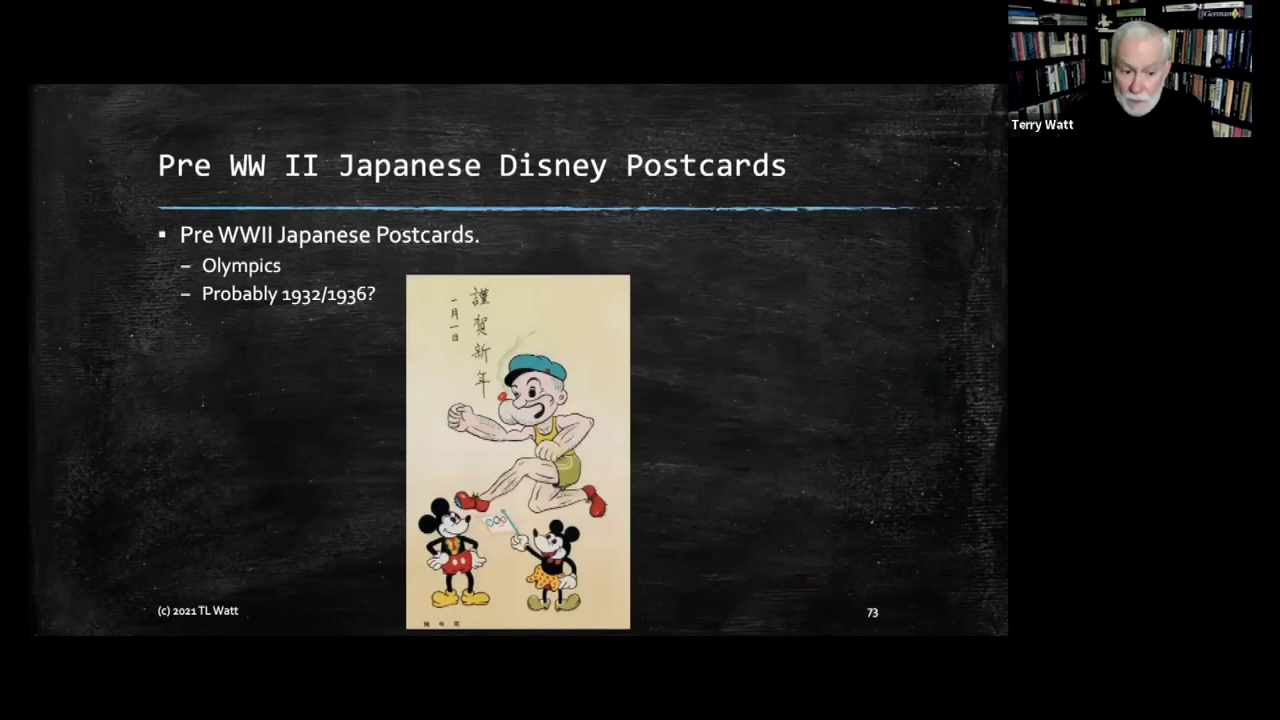 Pre WW II Japanese Disney Postcards
▪ Pre WWII Japanese Postcards.
– Olympics
– Probably 1932/1936?
謹賀新年
一月一日
(c) 2021 TL Watt
73
Terry Watt
German